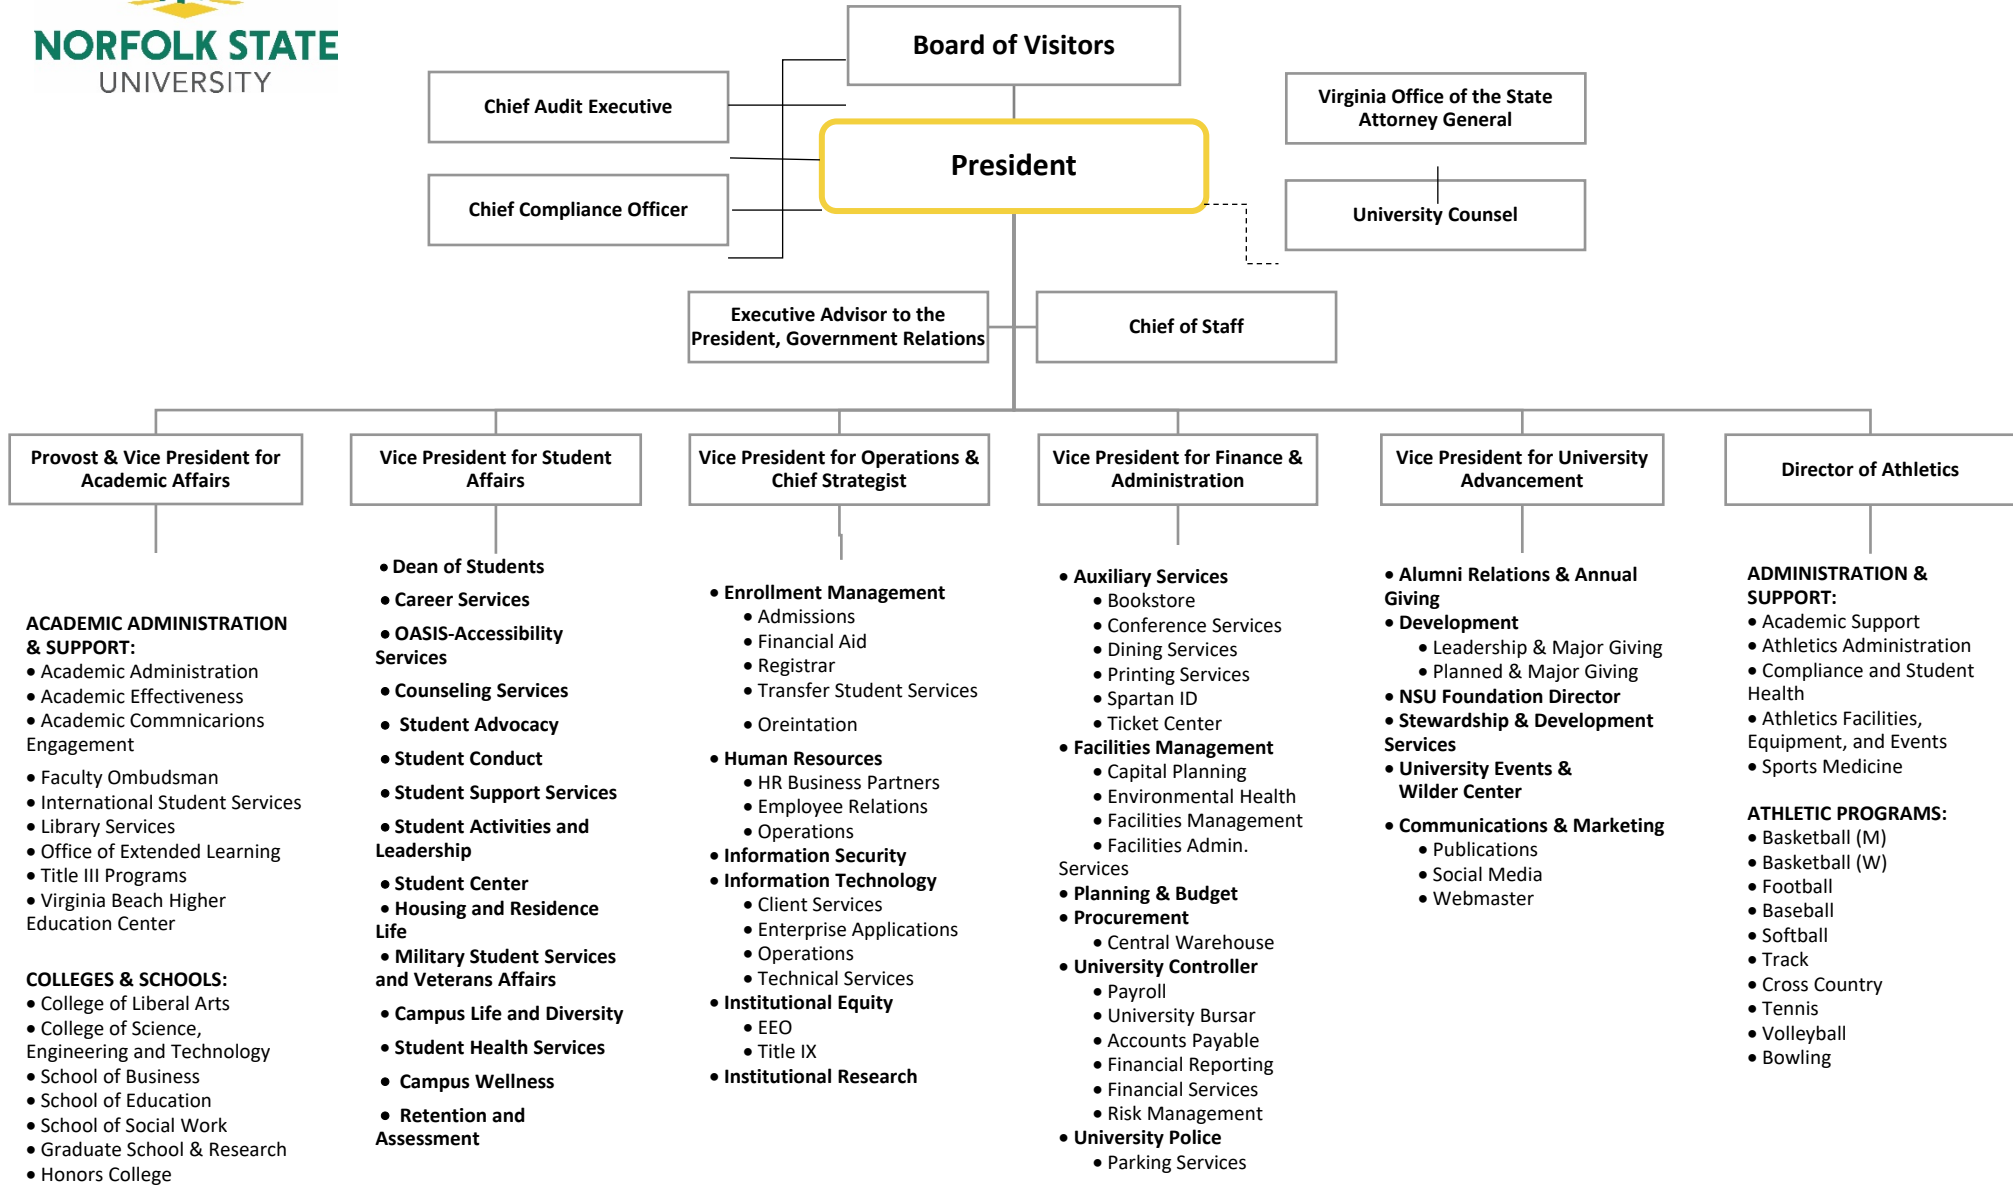 NORFOLK STATE
UNIVERSITY
Board of Visitors
Chief Audit Executive
Virginia Office of the State
Attorney General
President
Chief Compliance Officer
University Counsel
Executive Advisor to the
President, Government Relations
Chief of Staff
Provost & Vice President for
Academic Affairs
Vice President for Student
Affairs
Vice President for Operations &
Chief Strategist
Vice President for Finance &
Administration
Vice President for University
Advancement
Director of Athletics
ACADEMIC ADMINISTRATION
& SUPPORT:
• Academic Administration
• Academic Effectiveness
• Academic Commnicarions
Engagement
• Faculty Ombudsman
• International Student Services
• Library Services
• Office of Extended Learning
• Title III Programs
• Virginia Beach Higher
Education Center
COLLEGES & SCHOOLS:
• College of Liberal Arts
• College of Science,
Engineering and Technology
• School of Business
• School of Education
• School of Social Work
• Graduate School & Research
• Honors College
• Dean of Students
• Career Services
• OASIS-Accessibility
Services
• Counseling Services
• Student Advocacy
• Student Conduct
• Student Support Services
• Student Activities and
Leadership
• Student Center
• Housing and Residence
Life
• Military Student Services
and Veterans Affairs
• Campus Life and Diversity
• Student Health Services
• Campus Wellness
• Retention and
Assessment
• Enrollment Management
• Admissions
• Financial Aid
• Registrar
• Transfer Student Services
• Oreintation
• Human Resources
• HR Business Partners
• Employee Relations
• Operations
• Information Security
• Information Technology
• Client Services
• Enterprise Applications
• Operations
• Technical Services
• Institutional Equity
• EEO
• Title IX
• Institutional Research
• Auxiliary Services
• Bookstore
• Conference Services
• Dining Services
• Printing Services
• Spartan ID
• Ticket Center
• Facilities Management
• Capital Planning
• Environmental Health
• Facilities Management
• Facilities Admin.
Services
• Planning & Budget
• Procurement
• Central Warehouse
• University Controller
• Payroll
• University Bursar
• Accounts Payable
• Financial Reporting
• Financial Services
• Risk Management
• University Police
• Parking Services
• Alumni Relations & Annual
Giving
• Development
• Leadership & Major Giving
• Planned & Major Giving
• NSU Foundation Director
• Stewardship & Development
Services
• University Events &
Wilder Center
• Communications & Marketing
• Publications
• Social Media
• Webmaster
ADMINISTRATION &
SUPPORT:
• Academic Support
• Athletics Administration
• Compliance and Student
Health
• Athletics Facilities,
Equipment, and Events
• Sports Medicine
ATHLETIC PROGRAMS:
• Basketball (M)
• Basketball (W)
• Football
• Baseball
• Softball
• Track
• Cross Country
• Tennis
• Volleyball
• Bowling